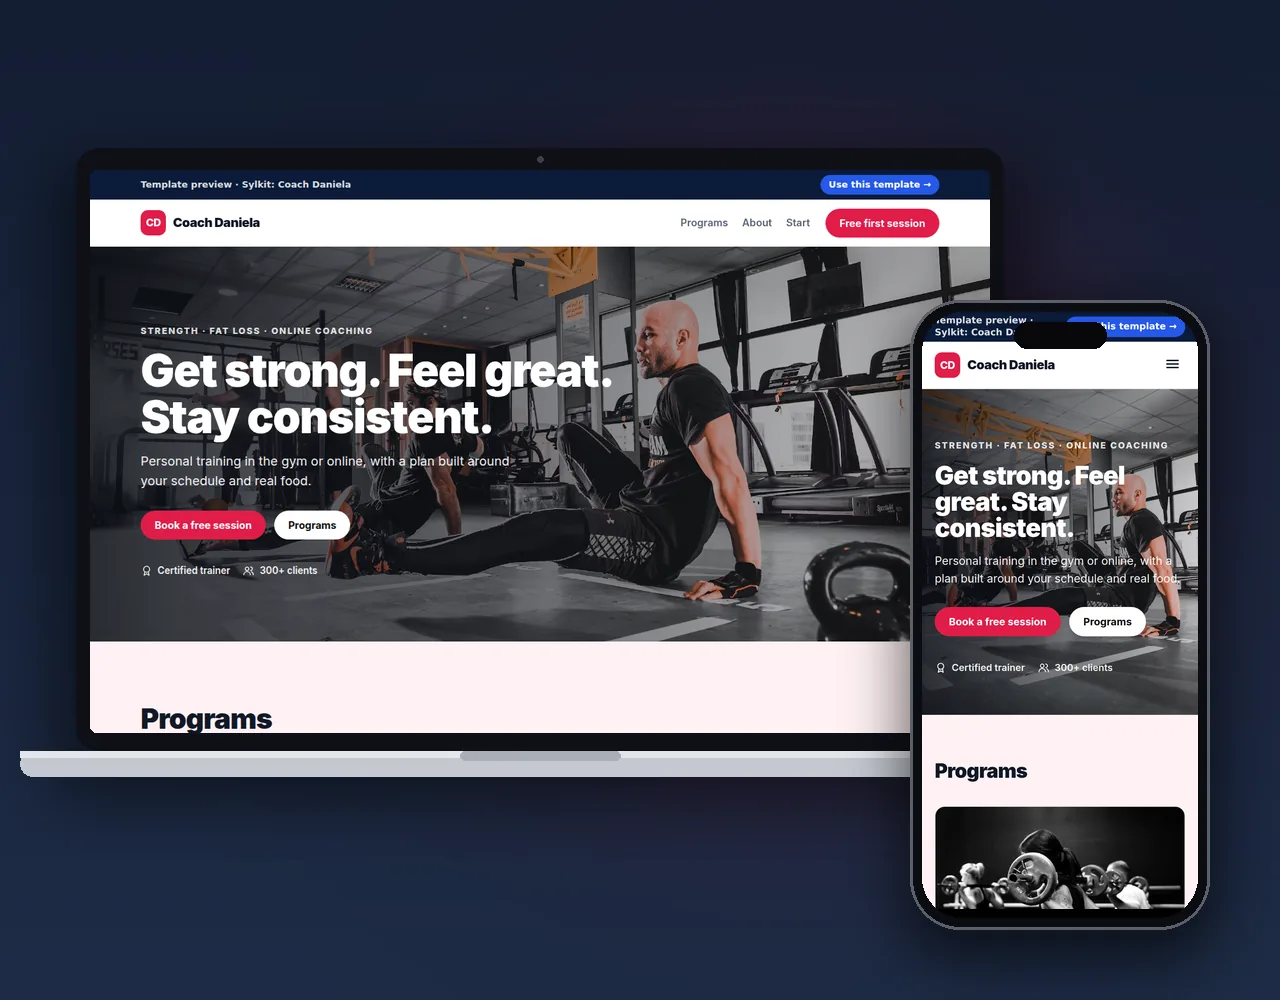 Template preview · Sylkit: Coach Daniela
Use this template →
CD Coach Daniela
Programs About Start Free first session
STRENGTH · FAT LOSS · ONLINE COACHING
Get strong. Feel great.
Stay consistent.
Personal training in the gym or online, with a plan built around
your schedule and real food.
Book a free session Programs
Certified trainer 300+ clients
Programs
Template preview ·
Sylkit: Coach
this template →
CD Coach Daniela
STRENGTH · FAT LOSS · ONLINE COACHING
Get strong. Feel
great. Stay
consistent.
Personal training in the gym or online, with a
plan built around your schedule and real food.
Book a free session Programs
Certified trainer 300+ clients
Programs